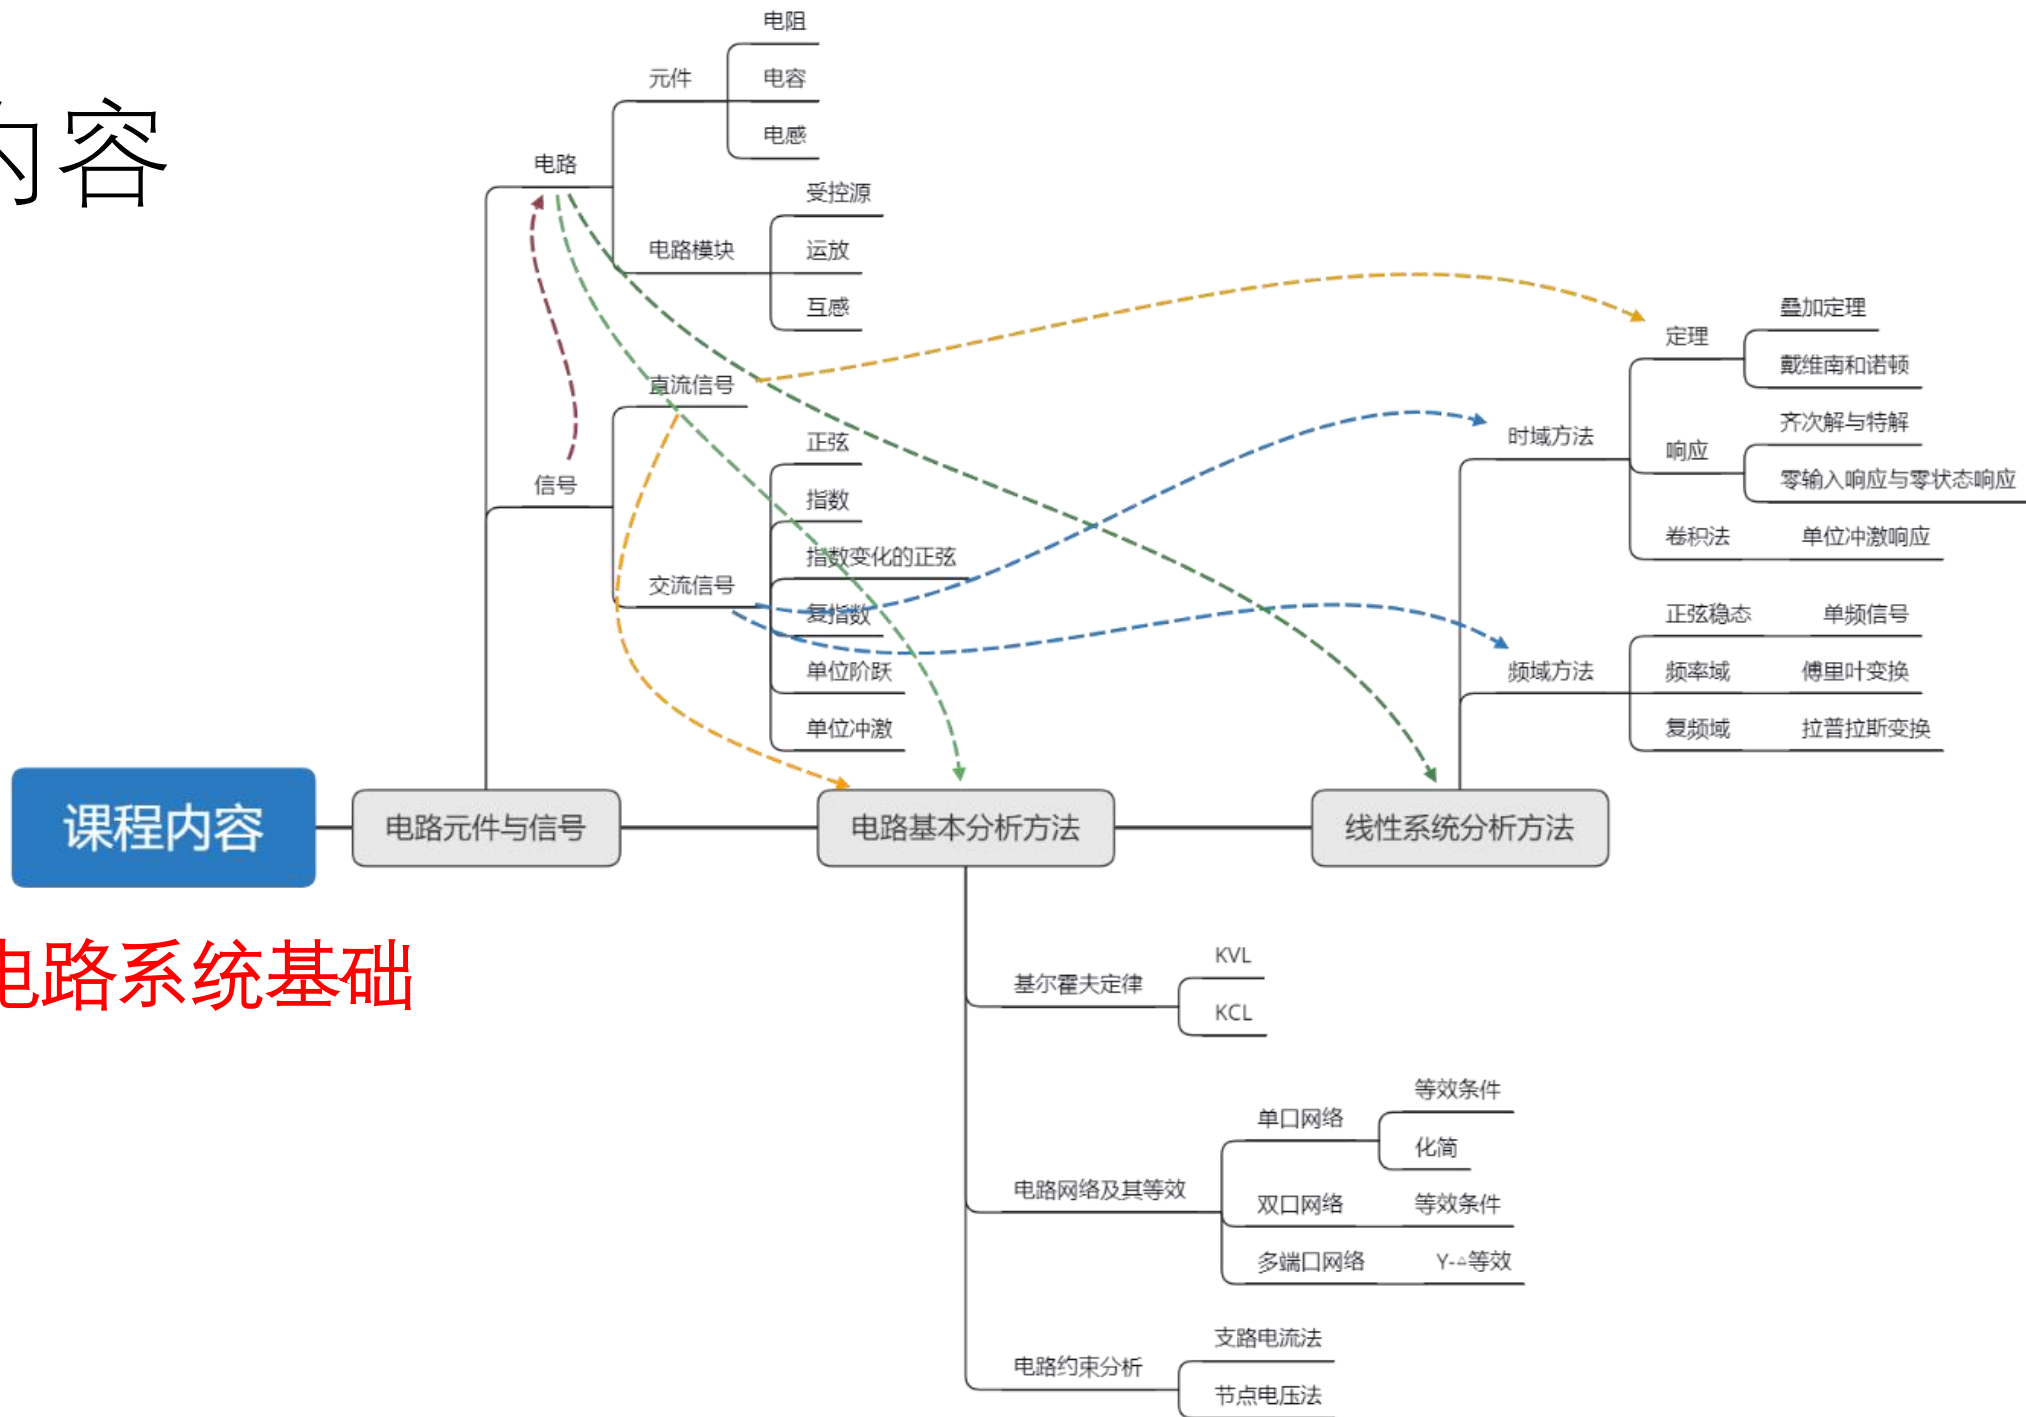 内容
电阻
元件
电容
电感
电路
受控源
电路模块
运放
互感
直流信号
正弦
信号
指数
指数变化的正弦
交流信号
复指数
单位阶跃
单位冲激
叠加定理
定理
戴维南和诺顿
时域方法
齐次解与特解
响应
零输入响应与零状态响应
卷积法
单位冲激响应
正弦稳态
单频信号
频域方法
频率域
傅里叶变换
复频域
拉普拉斯变换
课程内容
电路元件与信号
电路基本分析方法
线性系统分析方法
电路系统基础
KVL
基尔霍夫定律
KCL
等效条件
单口网络
化简
电路网络及其等效
双口网络
等效条件
多端口网络
Y-△等效
支路电流法
电路约束分析
节点电压法